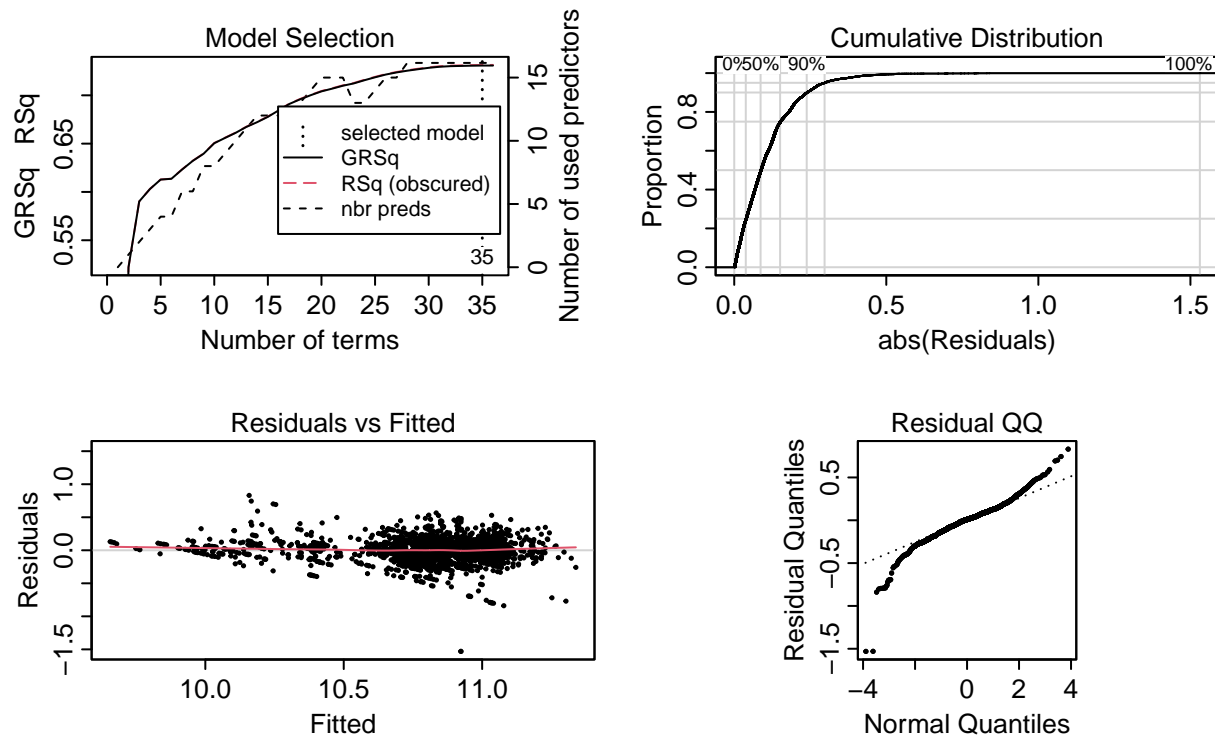 Model Selection
GRSq RSq
0.55 0.65
Number of used predictors
0 5 10 15
selected model
GRSq
RSq (obscured)
nbr preds
35
0 5 10 15 20 25 30 35
Number of terms
Cumulative Distribution
0% 50% 90% 100%
Proportion
0.0 0.4 0.8
0.0 0.5 1.0 1.5
abs(Residuals)
Residuals vs Fitted
Residuals
−1.5 0.0 1.0
10.0 10.5 11.0
Fitted
Residual QQ
Residual Quantiles
−1.5 −0.5 0.5
−4 0 2 4
Normal Quantiles